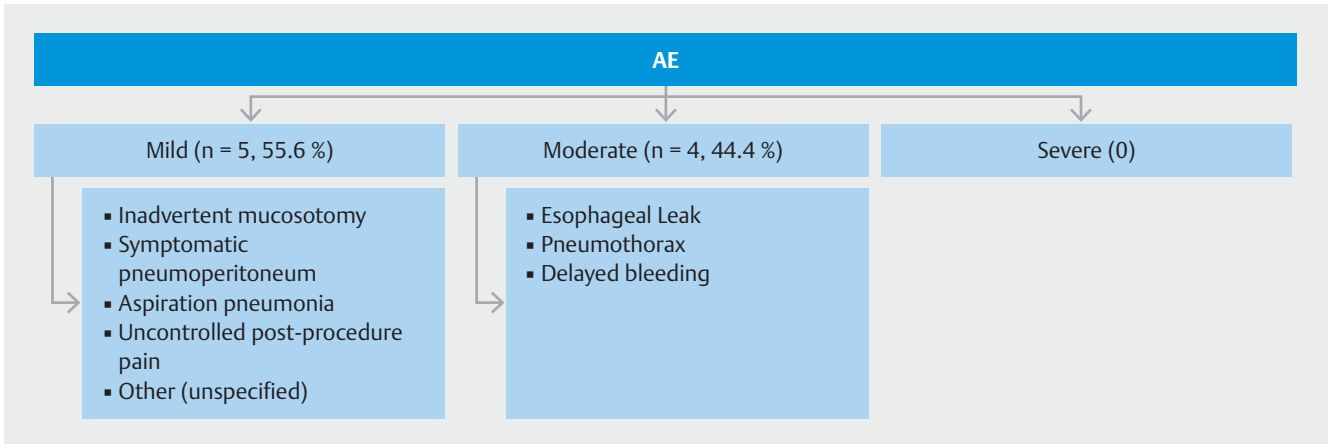 AE
Mild (n = 5, 55.6 %)
Moderate (n = 4, 44.4 %)
Severe (0)
▪ Inadvertent mucosotomy
▪ Symptomatic
pneumoperitoneum
▪ Aspiration pneumonia
▪ Uncontrolled post-procedure
pain
▪ Other (unspecified)
▪ Esophageal Leak
▪ Pneumothorax
▪ Delayed bleeding